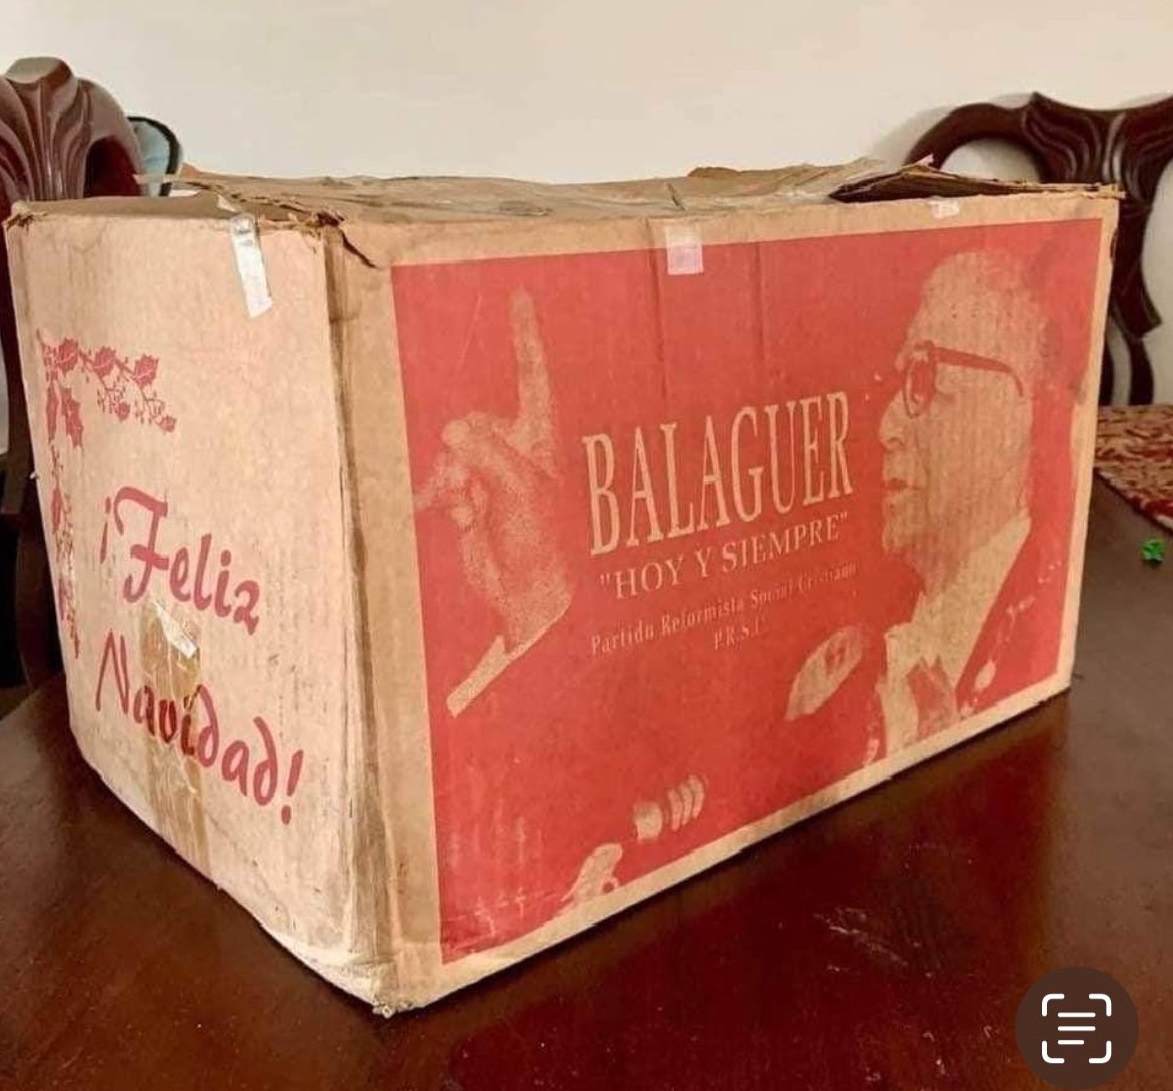 ¡Feliz
Navidad!
BALAGUER
"HOY Y SIEMPRE"
Partido Reformista Social Cristiano
P.R.S.C.